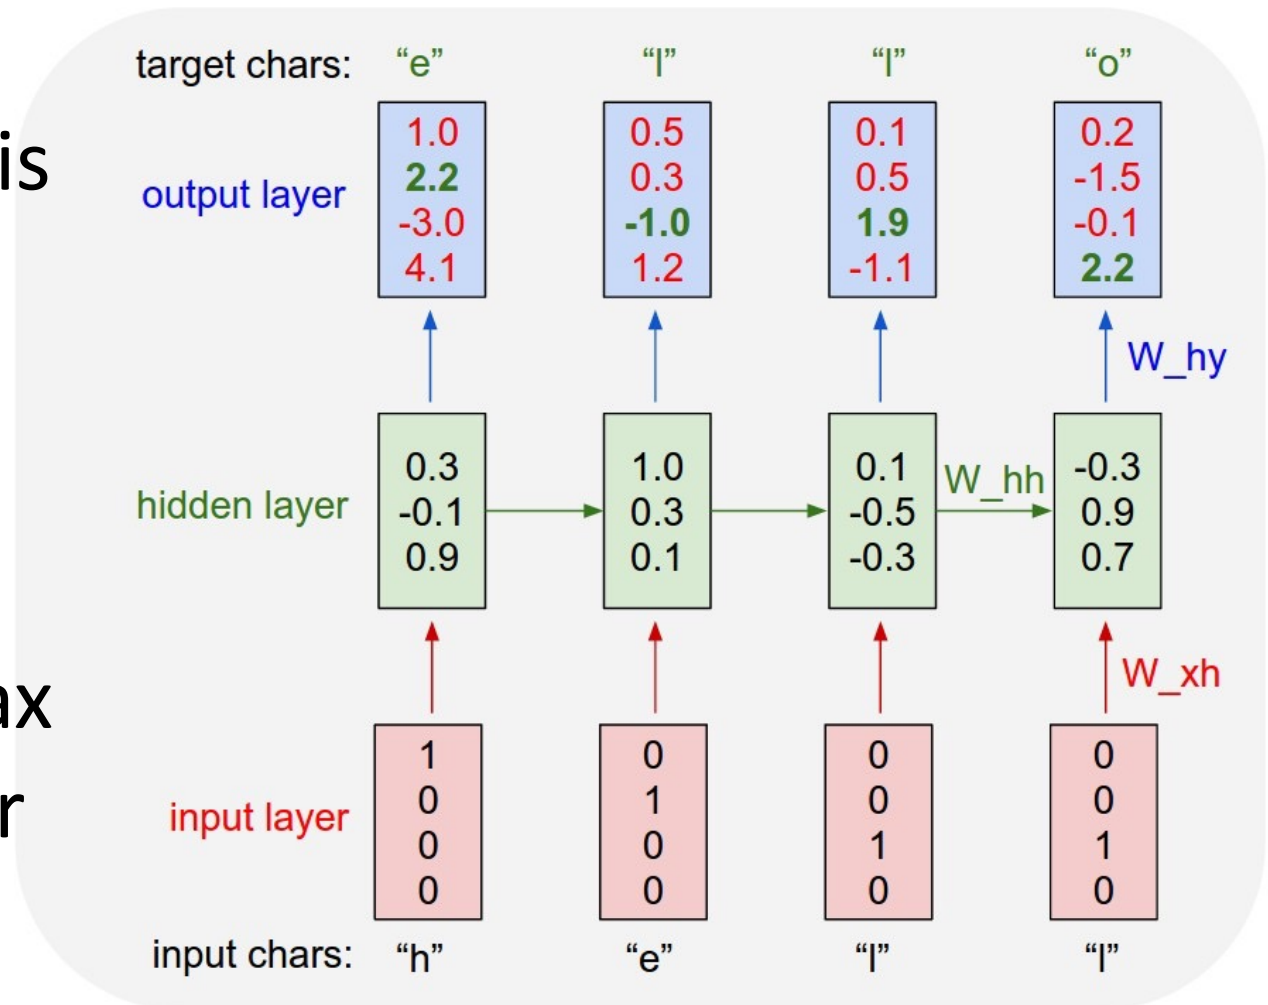 target chars: “e” “l” “l” “o”
is
output layer
1.0 0.5 0.1 0.2
2.2 0.3 0.5 -1.5
-3.0 -1.0 1.9 -0.1
4.1 1.2 -1.1 2.2
W_hy
hidden layer
0.3 1.0 0.1 -0.3
-0.1 0.3 -0.5 0.9
0.9 0.1 -0.3 0.7
W_hh
W_xh
ax
r
input layer
1 0 0 0
0 1 0 0
0 0 1 1
0 0 0 0
input chars: “h” “e” “l” “l”